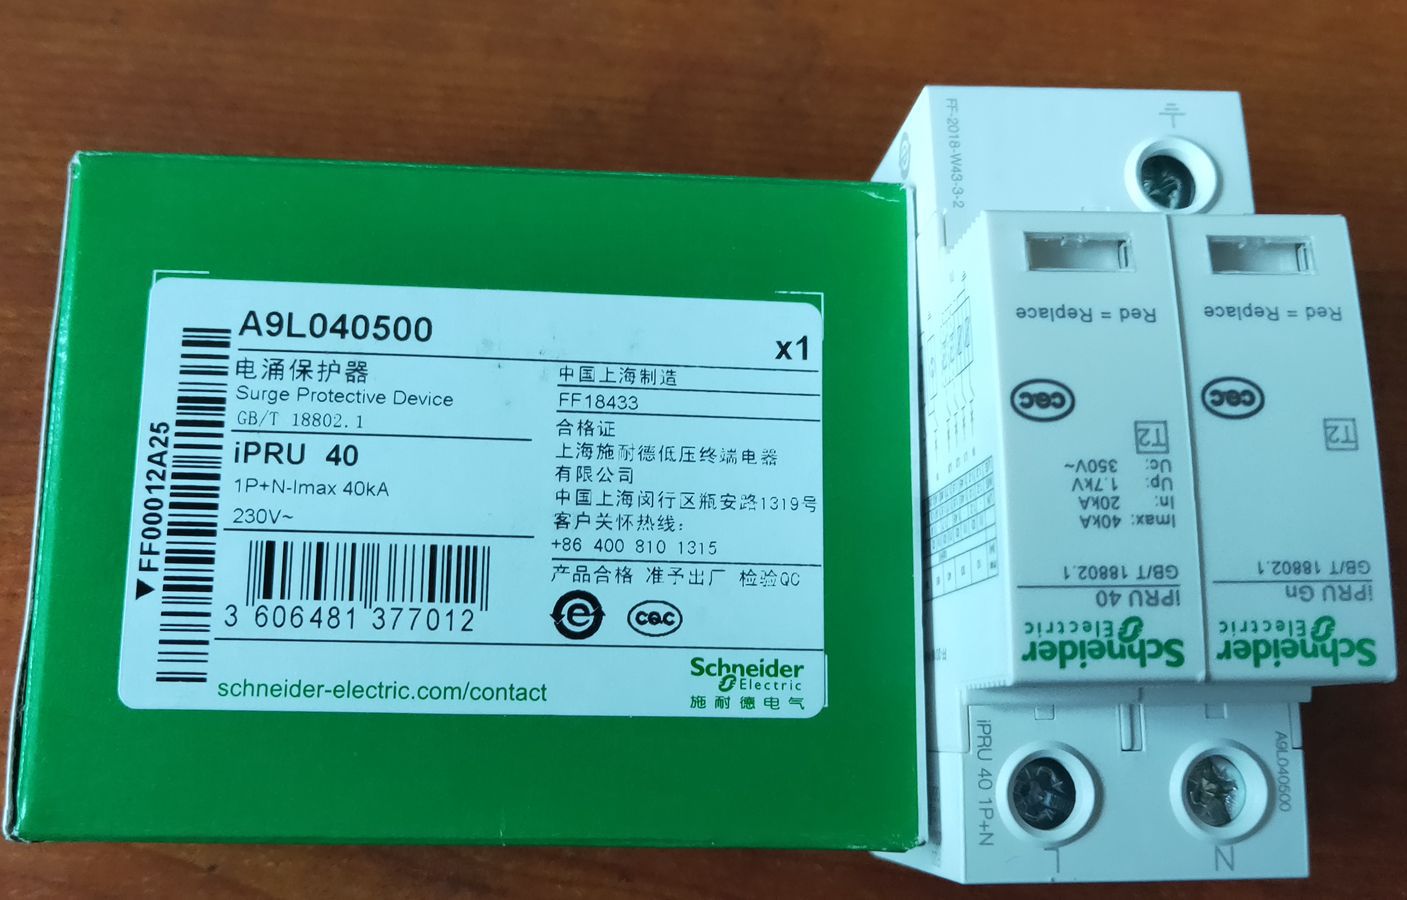 A9L040500
x1
电涌保护器
Surge Protective Device
GB/T 18802.1
iPRU 40
1P+N-Imax 40kA
230V~
3 606481 377012
中国上海制造
FF18433
合格证
上海施耐德低压终端电器
有限公司
中国上海闵行区瓶安路1319号
客户关怀热线:
+86 400 810 1315
产品合格 准予出厂 检验QC
CQC
▼FF00012A25
schneider-electric.com/contact
Schneider
Electric
施耐德电气
FF-2018-W43-3-2
Red = Replace
CQC
T2
Uc: 350V~
Up: 1.7kV
In: 20kA
Imax: 40kA
GB/T 18802.1
iPRU 40
Schneider
Electric
Red = Replace
CQC
T2
GB/T 18802.1
iPRU Gn
Schneider
Electric
iPRU 40 1P+N
A9L040500
L
N